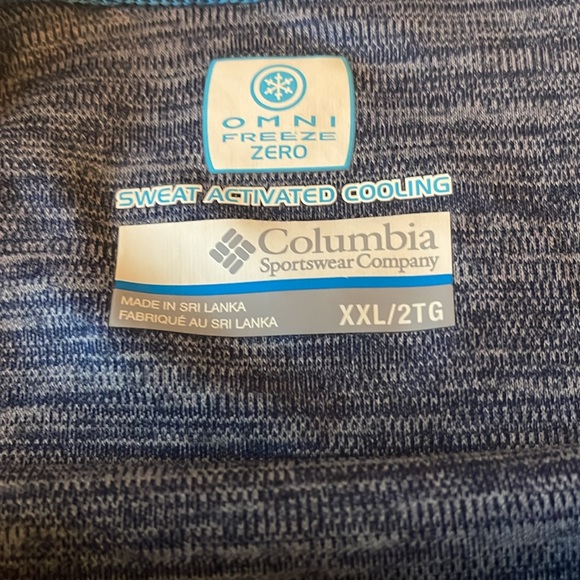 OMNI
FREEZE
ZERO
SWEAT ACTIVATED COOLING
Columbia
Sportswear Company
MADE IN SRI LANKA
FABRIQUÉ AU SRI LANKA
XXL/2TG